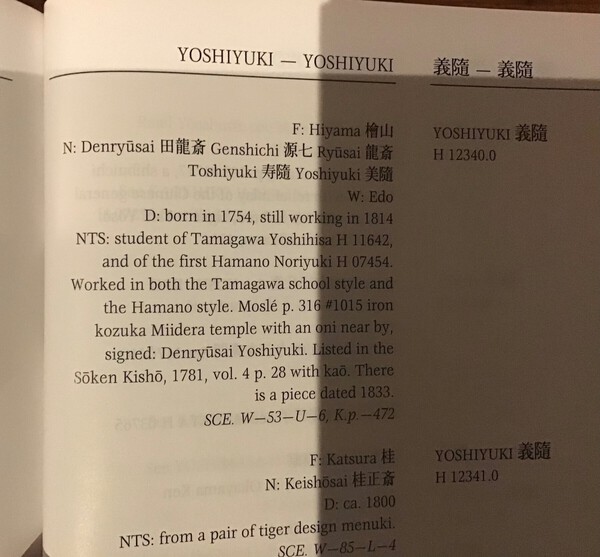 YOSHIYUKI — YOSHIYUKI 義隨 — 義隨
F: Hiyama 檜山
N: Denryūsai 田龍斎 Genshichi 源七 Ryūsai 龍斎
Toshiyuki 寿隨 Yoshiyuki 美隨
W: Edo
D: born in 1754, still working in 1814
NTS: student of Tamagawa Yoshihisa H 11642,
and of the first Hamano Noriyuki H 07454.
Worked in both the Tamagawa school style and
the Hamano style. Moslé p. 316 #1015 iron
kozuka Miidera temple with an oni near by,
signed: Denryūsai Yoshiyuki. Listed in the
Sōken Kishō, 1781, vol. 4 p. 28 with kaō. There
is a piece dated 1833.
SCE. W—53—U—6, K.p.—472
YOSHIYUKI 義隨
H 12340.0
F: Katsura 桂
N: Keishōsai 桂正斎
D: ca. 1800
NTS: from a pair of tiger design menuki.
SCE. W—85—L—4
YOSHIYUKI 義隨
H 12341.0